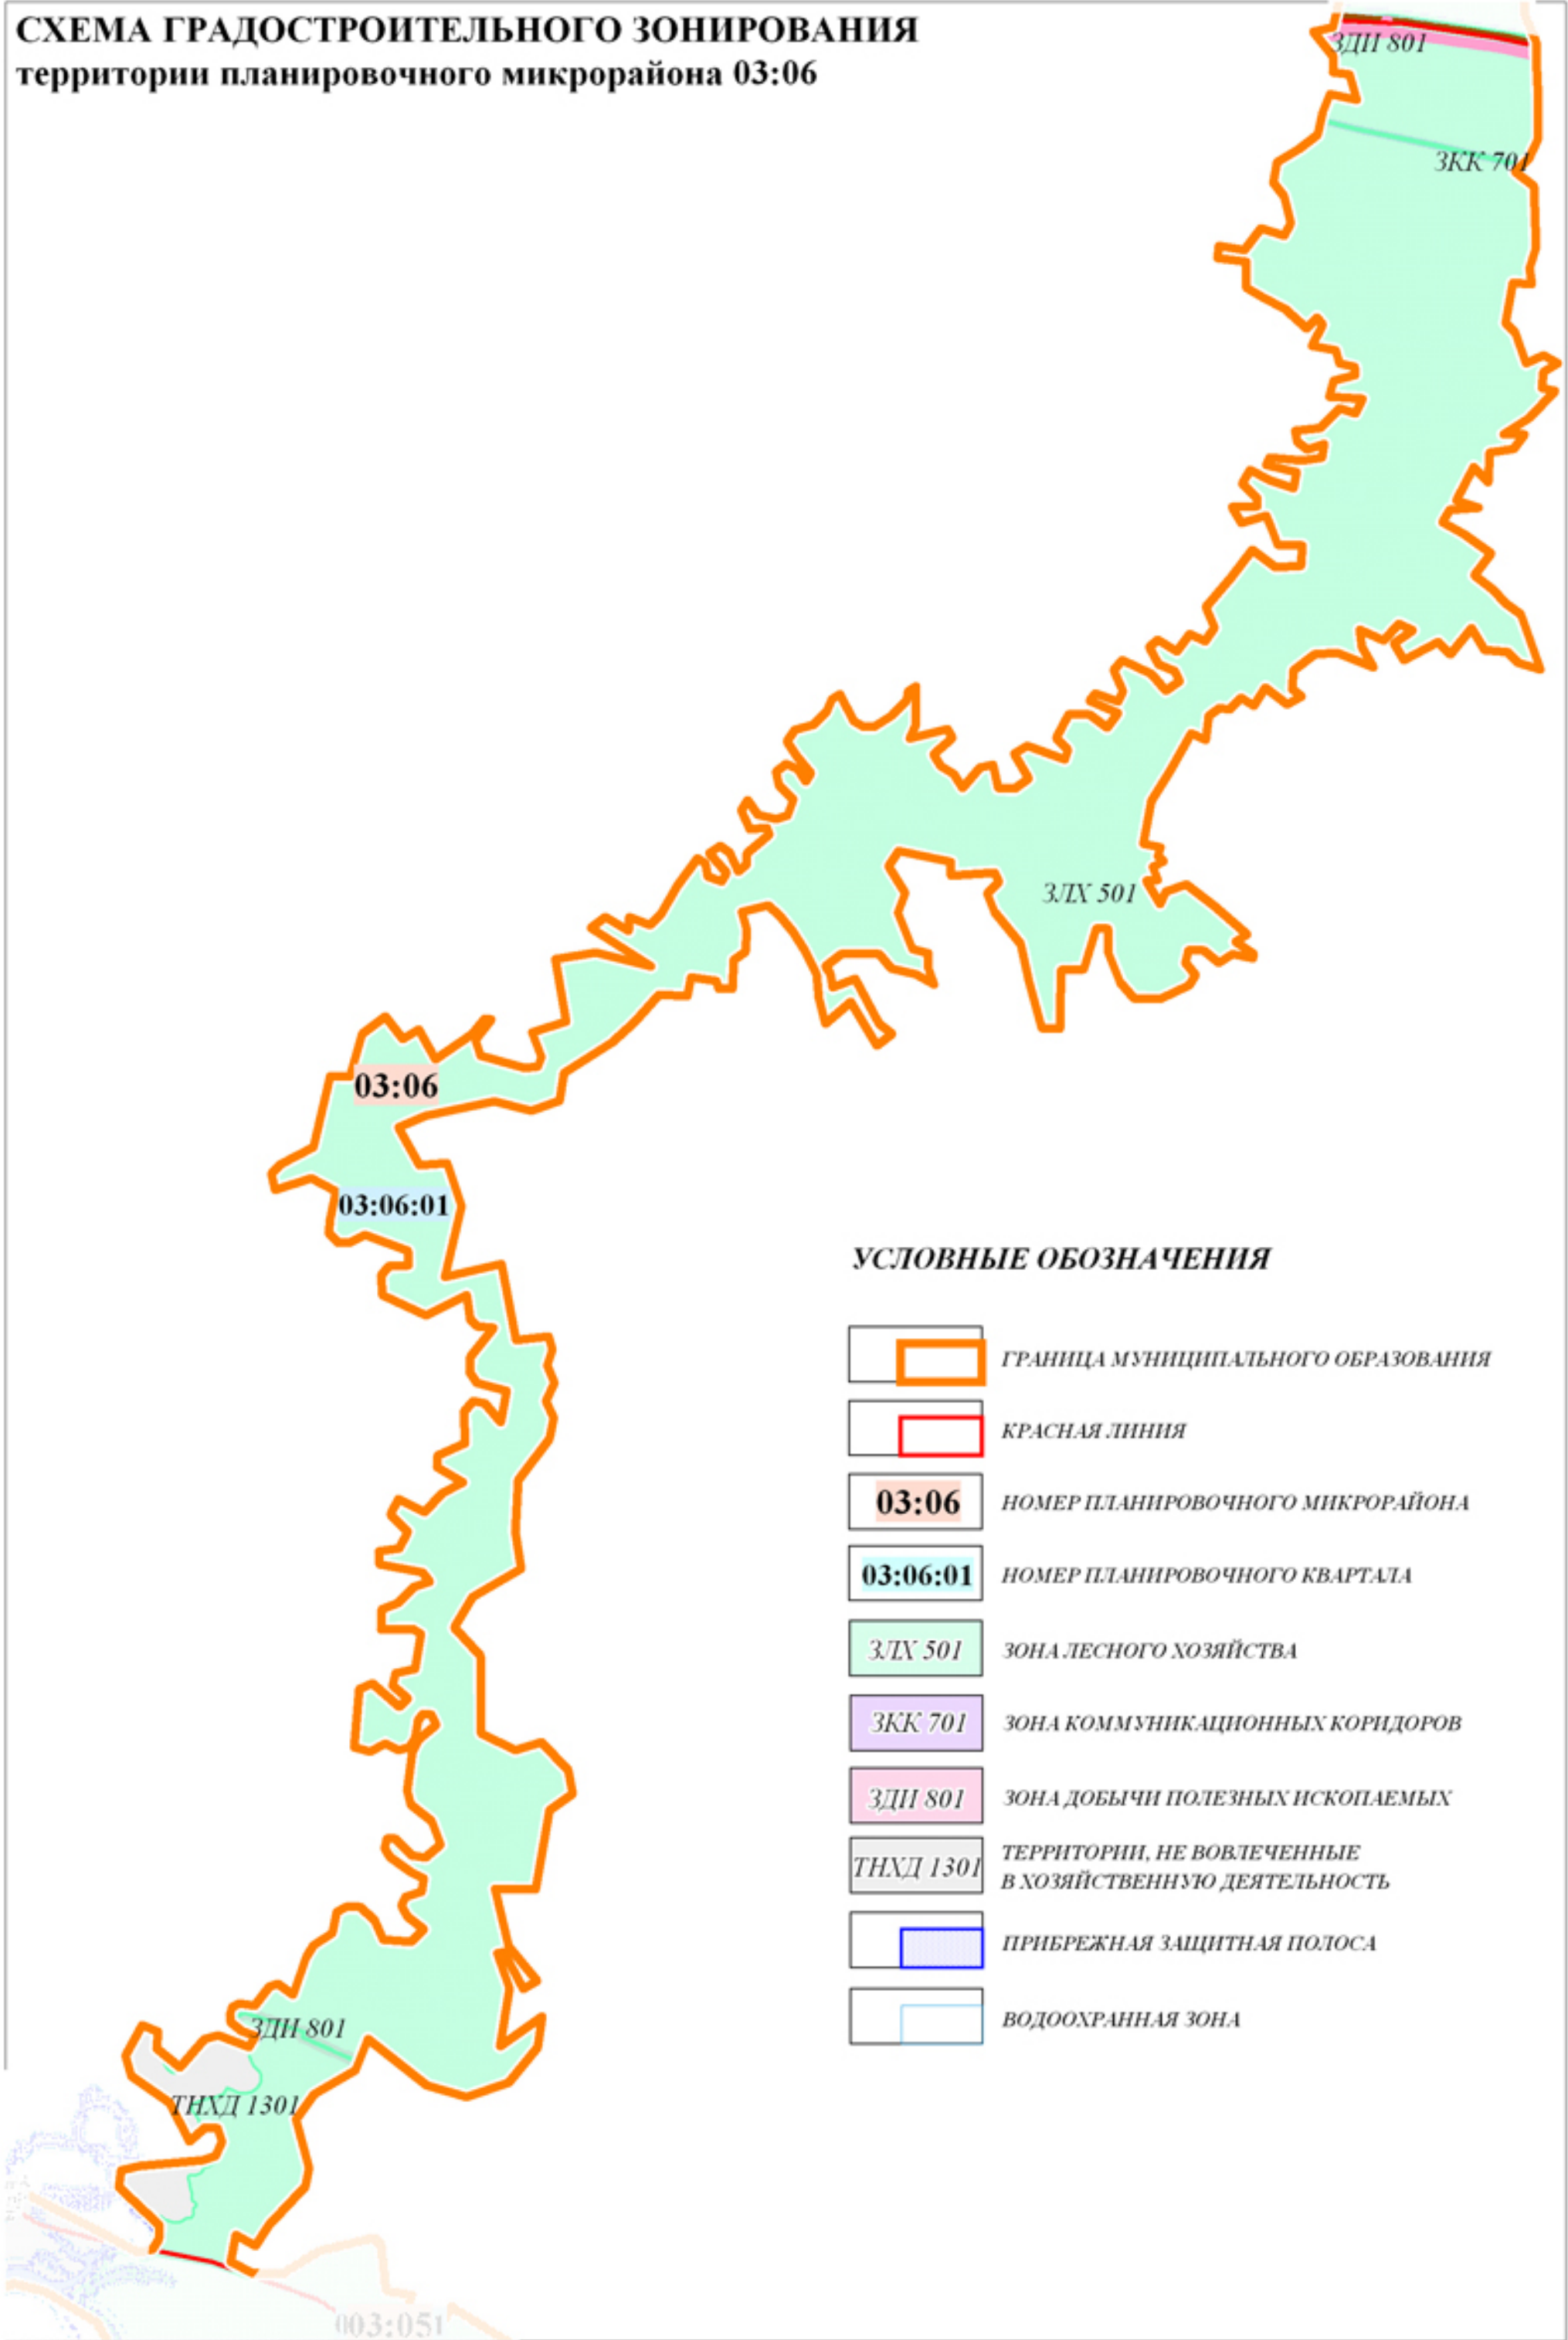 СХЕМА ГРАДОСТРОИТЕЛЬНОГО ЗОНИРОВАНИЯ
территории планировочного микрорайона 03:06
ЗДП 801
ЗКК 701
ЗЛХ 501
03:06
03:06:01
УСЛОВНЫЕ ОБОЗНАЧЕНИЯ
ГРАНИЦА МУНИЦИПАЛЬНОГО ОБРАЗОВАНИЯ
КРАСНАЯ ЛИНИЯ
03:06 НОМЕР ПЛАНИРОВОЧНОГО МИКРОРАЙОНА
03:06:01 НОМЕР ПЛАНИРОВОЧНОГО КВАРТАЛА
ЗЛХ 501 ЗОНА ЛЕСНОГО ХОЗЯЙСТВА
ЗКК 701 ЗОНА КОММУНИКАЦИОННЫХ КОРИДОРОВ
ЗДП 801 ЗОНА ДОБЫЧИ ПОЛЕЗНЫХ ИСКОПАЕМЫХ
ТНХД 1301 ТЕРРИТОРИИ, НЕ ВОВЛЕЧЕННЫЕ
В ХОЗЯЙСТВЕННУЮ ДЕЯТЕЛЬНОСТЬ
ПРИБРЕЖНАЯ ЗАЩИТНАЯ ПОЛОСА
ВОДООХРАННАЯ ЗОНА
ЗДП 801
ТНХД 1301